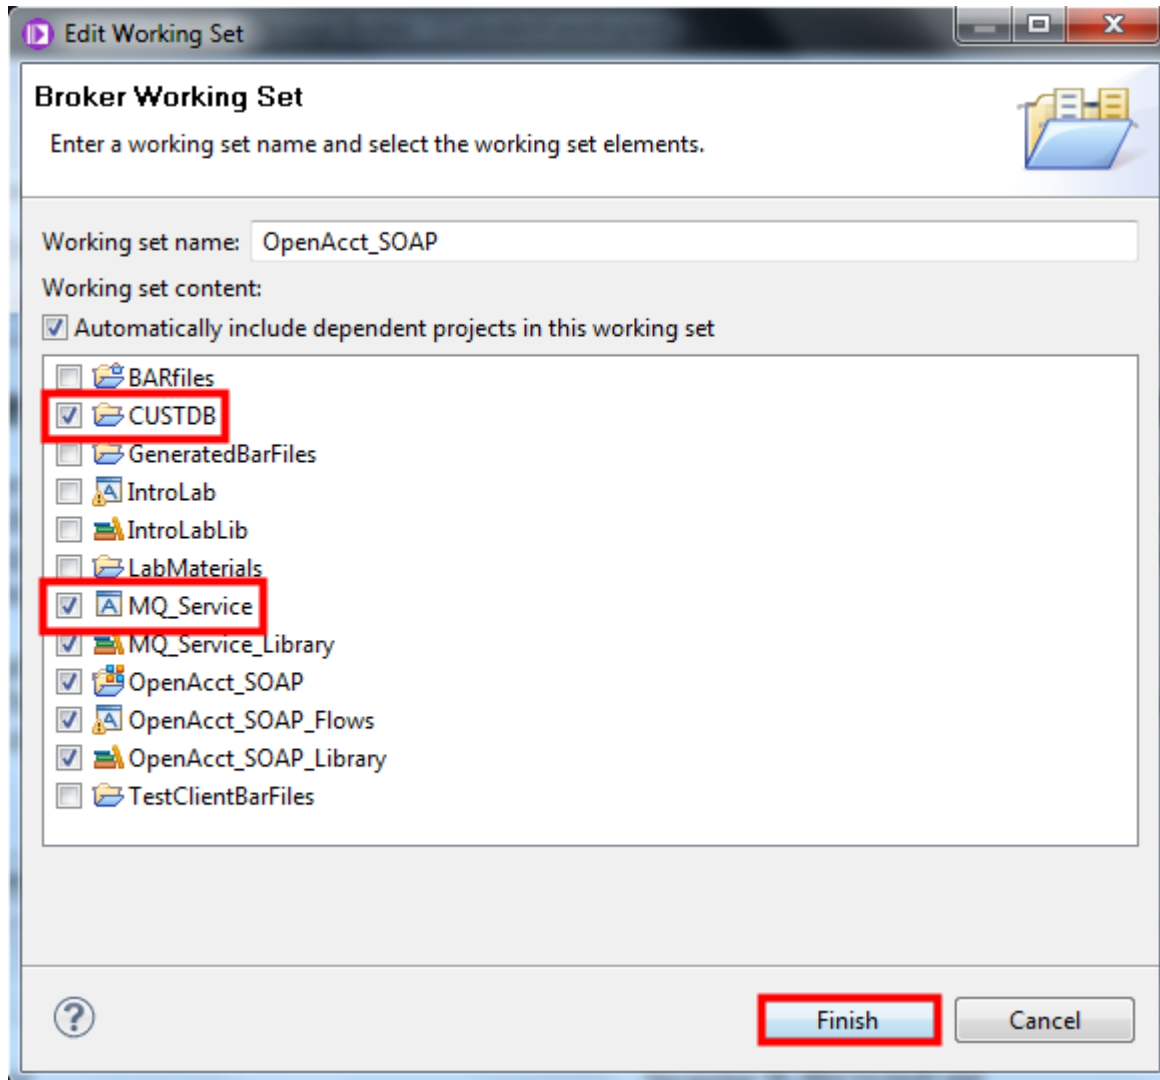 Edit Working Set
Broker Working Set
Enter a working set name and select the working set elements.
Working set name: OpenAcct_SOAP
Working set content:
Automatically include dependent projects in this working set
BARfiles
CUSTDB
GeneratedBarFiles
IntroLab
IntroLabLib
LabMaterials
MQ_Service
MQ_Service_Library
OpenAcct_SOAP
OpenAcct_SOAP_Flows
OpenAcct_SOAP_Library
TestClientBarFiles
Finish Cancel